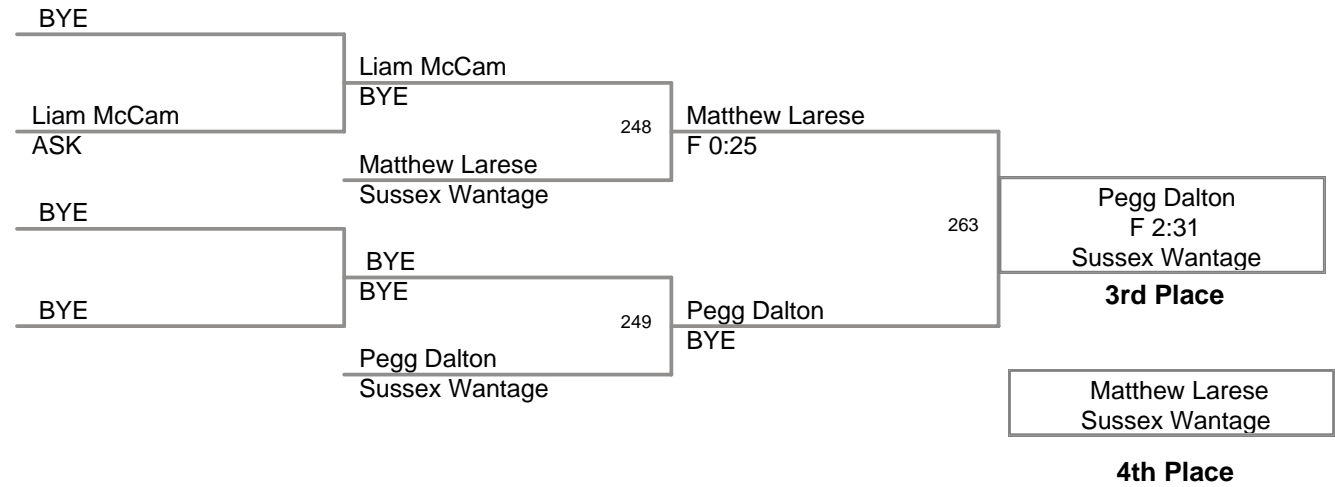 BYE
Liam McCam
ASK
BYE
BYE
Liam McCam
BYE
248
Matthew Larese
Sussex Wantage
BYE
BYE
249
Pegg Dalton
Sussex Wantage
Matthew Larese
F 0:25
263
Pegg Dalton
BYE
Pegg Dalton
F 2:31
Sussex Wantage
3rd Place
Matthew Larese
Sussex Wantage
4th Place